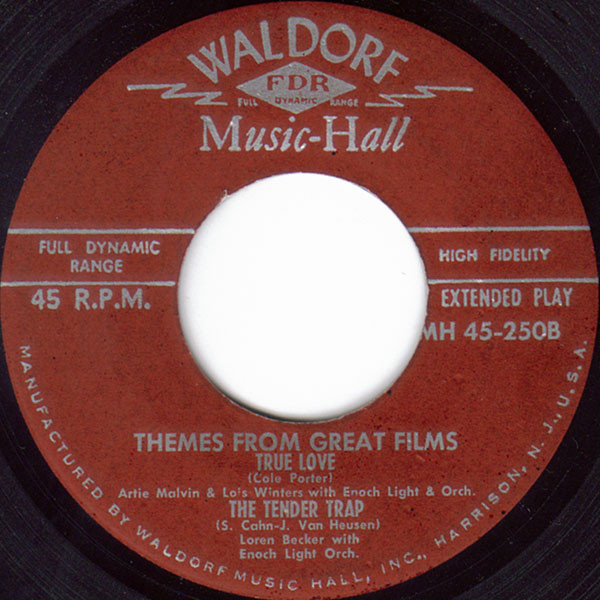 WALDORF
FDR
FULL DYNAMIC RANGE
Music-Hall
FULL DYNAMIC
RANGE
HIGH FIDELITY
45 R.P.M.
EXTENDED PLAY
MH 45-250B
THEMES FROM GREAT FILMS
TRUE LOVE
(Cole Porter)
Artie Malvin & Lo's Winters with Enoch Light & Orch.
THE TENDER TRAP
(S. Cahn-J. Van Heusen)
Loren Becker with
Enoch Light Orch.
MANUFACTURED BY WALDORF MUSIC HALL, INC., HARRISON, N. J., U.S.A.